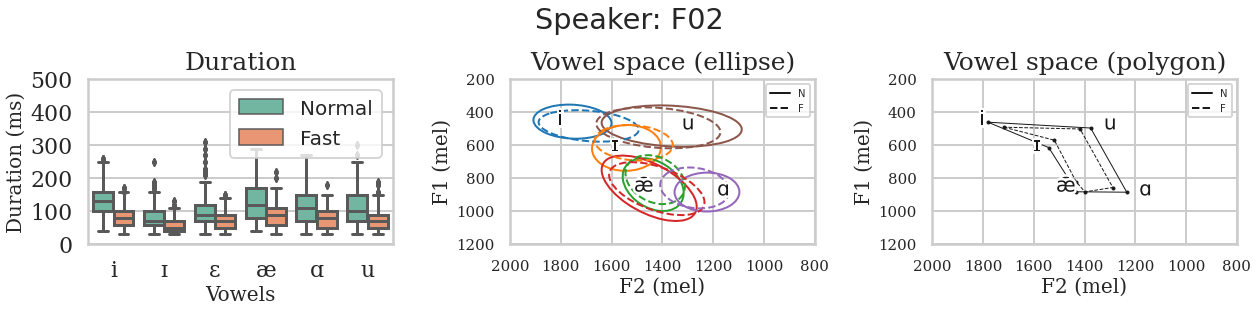 Speaker: F02
Duration
500
400
300
200
100
0
Duration (ms)
Normal
Fast
i ɪ ɛ æ ɑ u
Vowels
Vowel space (ellipse)
200
400
600
800
1000
1200
F1 (mel)
N
F
i
u
ɪ
æ
ɑ
2000 1800 1600 1400 1200 1000 800
F2 (mel)
Vowel space (polygon)
200
400
600
800
1000
1200
F1 (mel)
N
F
i
u
ɪ
æ
ɑ
2000 1800 1600 1400 1200 1000 800
F2 (mel)